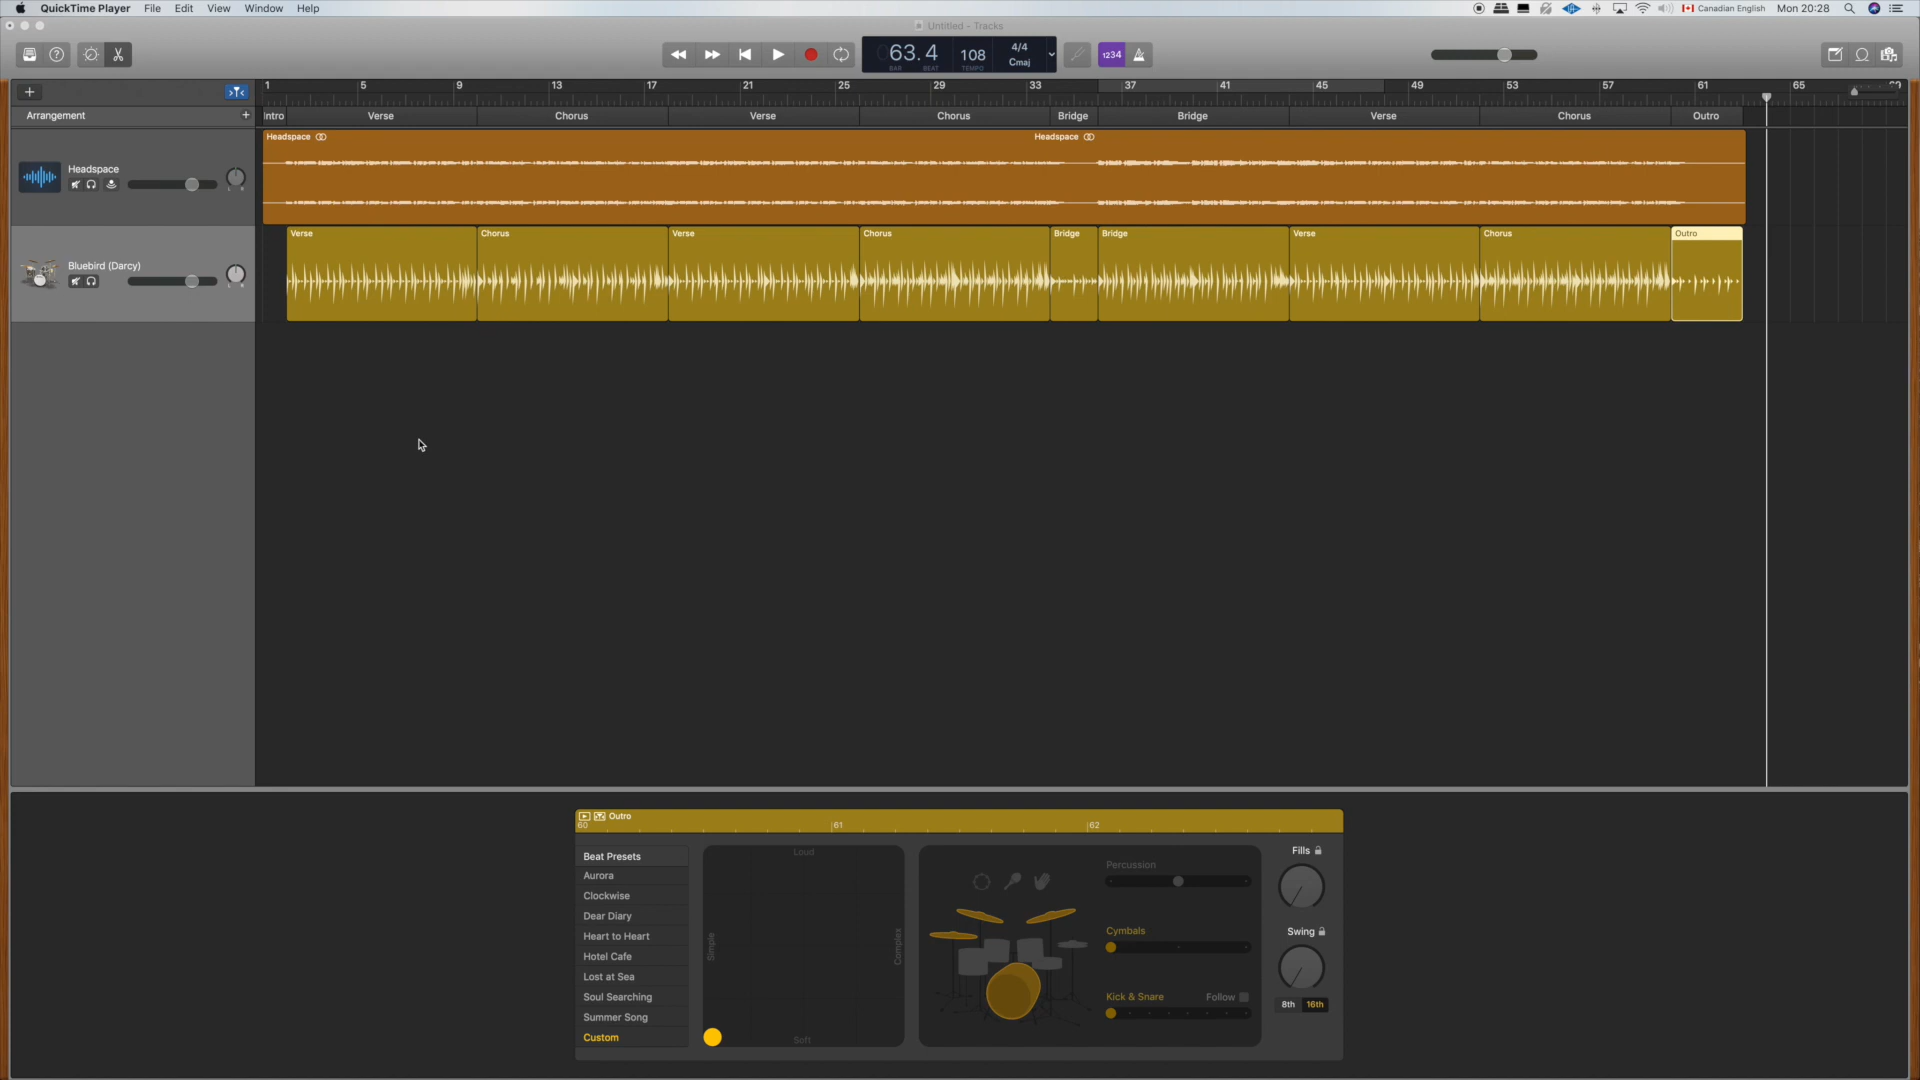 QuickTime Player File Edit View Window Help
Canadian English Mon 20:28
Untitled - Tracks
63.4 108 4/4 Cmaj
BAR BEAT TEMPO
1234
1 5 9 13 17 21 25 29 33 37 41 45 49 53 57 61 65
Arrangement +
Intro Verse Chorus Verse Chorus Bridge Bridge Verse Chorus Outro
Headspace Headspace
Headspace
L R
Verse Chorus Verse Chorus Bridge Bridge Verse Chorus Outro
Bluebird (Darcy)
L R
Outro
60 61 62
Beat Presets
Aurora
Clockwise
Dear Diary
Heart to Heart
Hotel Cafe
Lost at Sea
Soul Searching
Summer Song
Custom
Loud
Simple
Complex
Soft
Percussion
Cymbals
Kick & Snare Follow
Fills
Swing
8th 16th